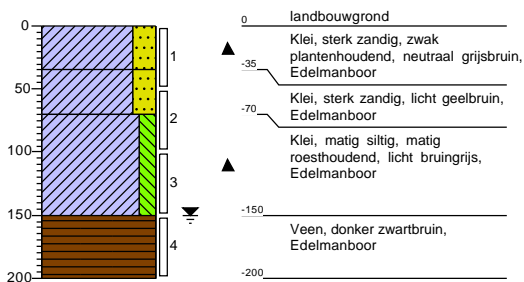 0
50
100
150
200
1
2
3
4
0
landbouwgrond
Klei, sterk zandig, zwak
plantenhoudend, neutraal grijsbruin,
Edelmanboor
-35
Klei, sterk zandig, licht geelbruin,
Edelmanboor
-70
Klei, matig siltig, matig
roesthoudend, licht bruingrijs,
Edelmanboor
-150
Veen, donker zwartbruin,
Edelmanboor
-200